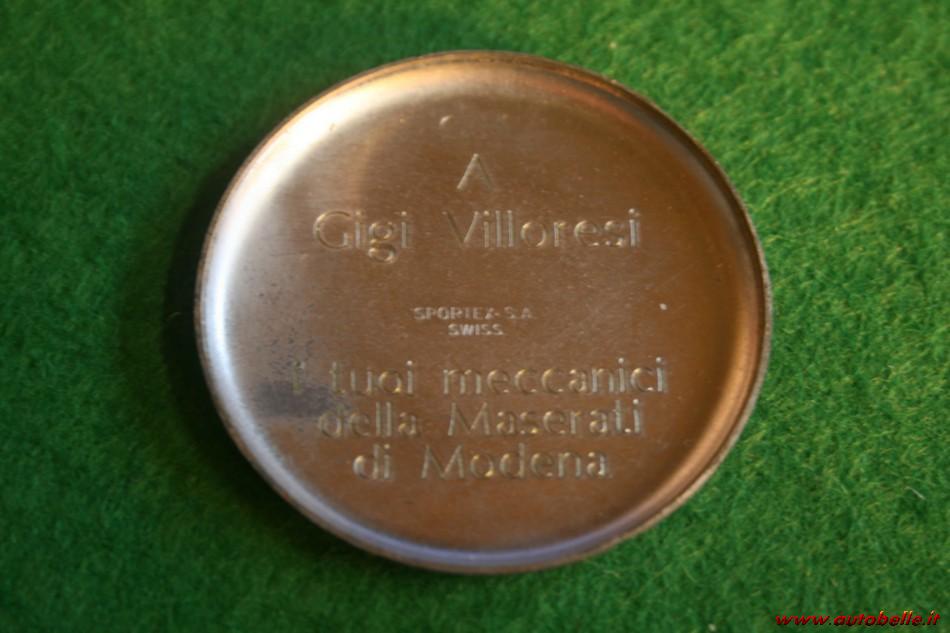 A
Gigi Villoresi
SPORTEX-S.A.
SWISS
I tuoi meccanici
della Maserati
di Modena
www.autobelle.it